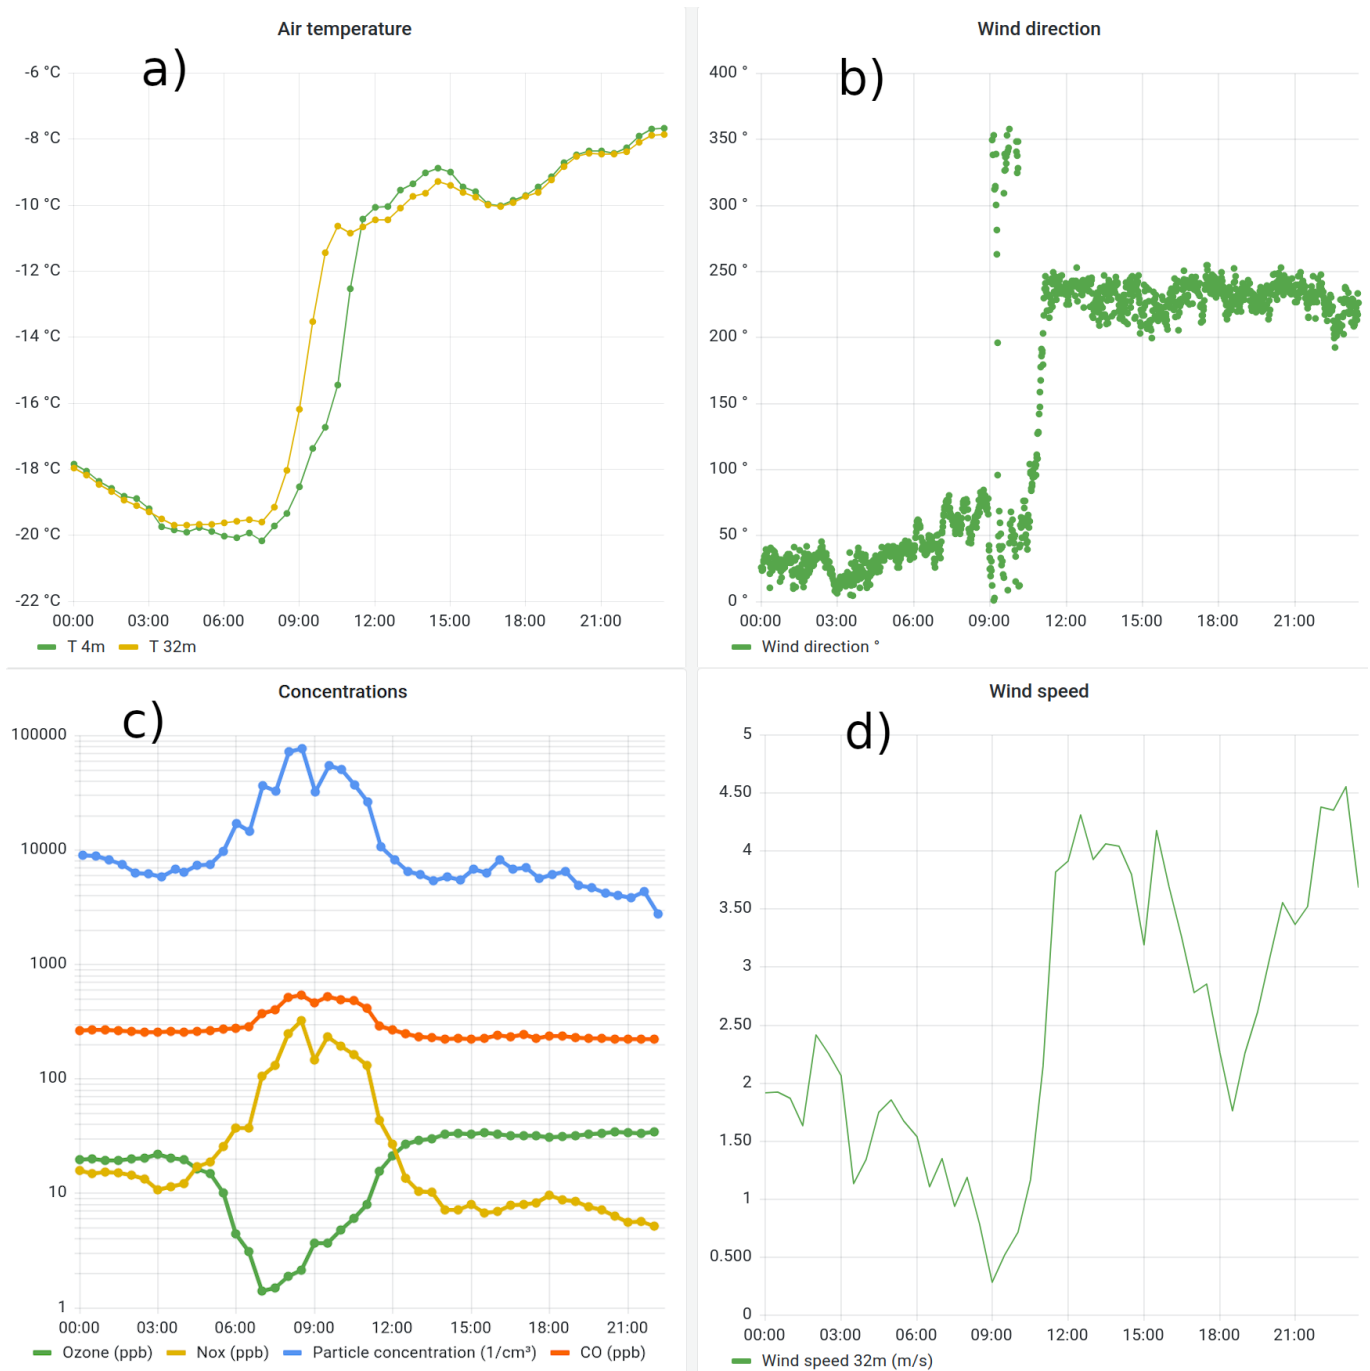 Air temperature
a)
-6 °C
-8 °C
-10 °C
-12 °C
-14 °C
-16 °C
-18 °C
-20 °C
-22 °C
00:00 03:00 06:00 09:00 12:00 15:00 18:00 21:00
T 4m T 32m
Wind direction
b)
400 °
350 °
300 °
250 °
200 °
150 °
100 °
50 °
0 °
00:00 03:00 06:00 09:00 12:00 15:00 18:00 21:00
Wind direction °
Concentrations
c)
100000
10000
1000
100
10
1
00:00 03:00 06:00 09:00 12:00 15:00 18:00 21:00
Ozone (ppb) Nox (ppb) Particle concentration (1/cm³) CO (ppb)
Wind speed
d)
5
4.50
4
3.50
3
2.50
2
1.50
1
0.500
0
00:00 03:00 06:00 09:00 12:00 15:00 18:00 21:00
Wind speed 32m (m/s)